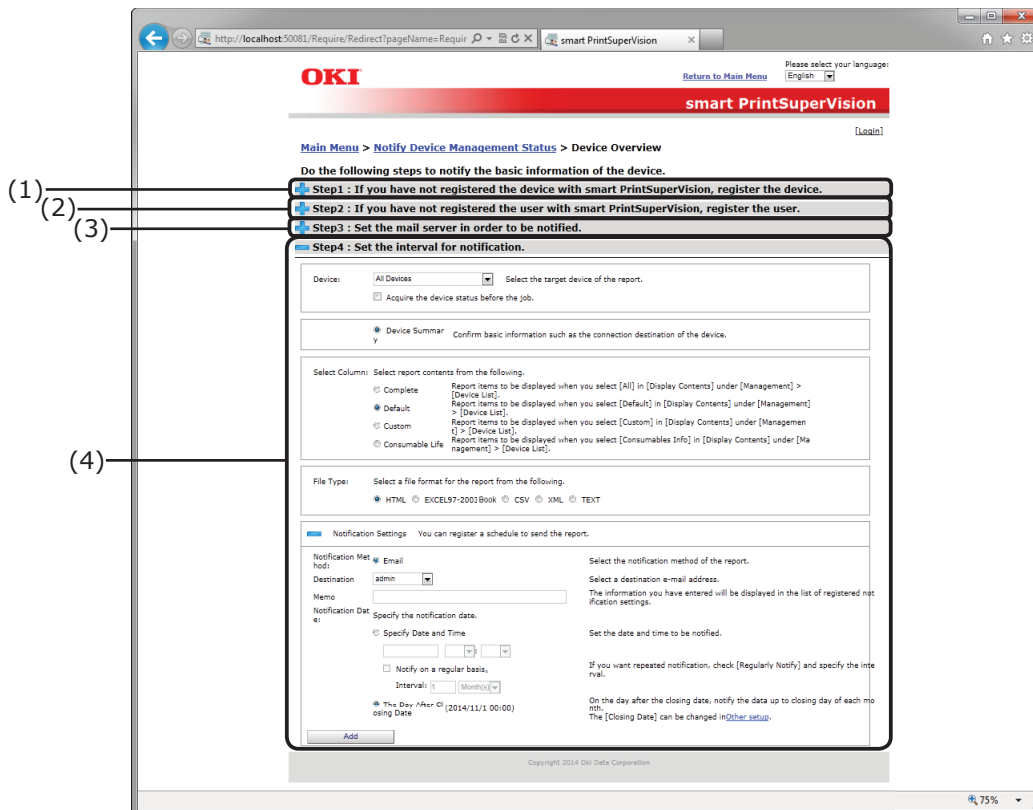 http://localhost:50081/Require/Redirect?pageName=Requir
smart PrintSuperVision
OKI
Return to Main Menu
Please select your language:
English
smart PrintSuperVision
[Login]
Main Menu > Notify Device Management Status > Device Overview
Do the following steps to notify the basic information of the device.
(1)
Step1 : If you have not registered the device with smart PrintSuperVision, register the device.
(2)
Step2 : If you have not registered the user with smart PrintSuperVision, register the user.
(3)
Step3 : Set the mail server in order to be notified.
Step4 : Set the interval for notification.
Device:
All Devices
Select the target device of the report.
Acquire the device status before the job.
Device Summar
y
Confirm basic information such as the connection destination of the device.
Select Column:
Select report contents from the following.
Complete
Report items to be displayed when you select [All] in [Display Contents] under [Management] >
[Device List].
Default
Report items to be displayed when you select [Default] in [Display Contents] under [Management]
> [Device List].
Custom
Report items to be displayed when you select [Custom] in [Display Contents] under [Managemen
t] > [Device List].
Consumable Life
Report items to be displayed when you select [Consumables Info] in [Display Contents] under [Ma
nagement] > [Device List].
(4)
File Type:
Select a file format for the report from the following.
HTML EXCEL97-2003 Book CSV XML TEXT
Notification Settings You can register a schedule to send the report.
Notification Met
hod:
Email
Select the notification method of the report.
Destination
admin
Select a destination e-mail address.
Memo
The information you have entered will be displayed in the list of registered not
ification settings.
Notification Dat
e:
Specify the notification date.
Specify Date and Time
Set the date and time to be notified.
:
Notify on a regular basis.
If you want repeated notification, check [Regularly Notify] and specify the inte
rval.
Interval: 1 Month(s)
The Day After Cl
osing Date
(2014/11/1 00:00)
On the day after the closing date, notify the data up to closing day of each mo
nth.
The [Closing Date] can be changed inOther setup.
Add
Copyright 2014 Oki Data Corporation
75%